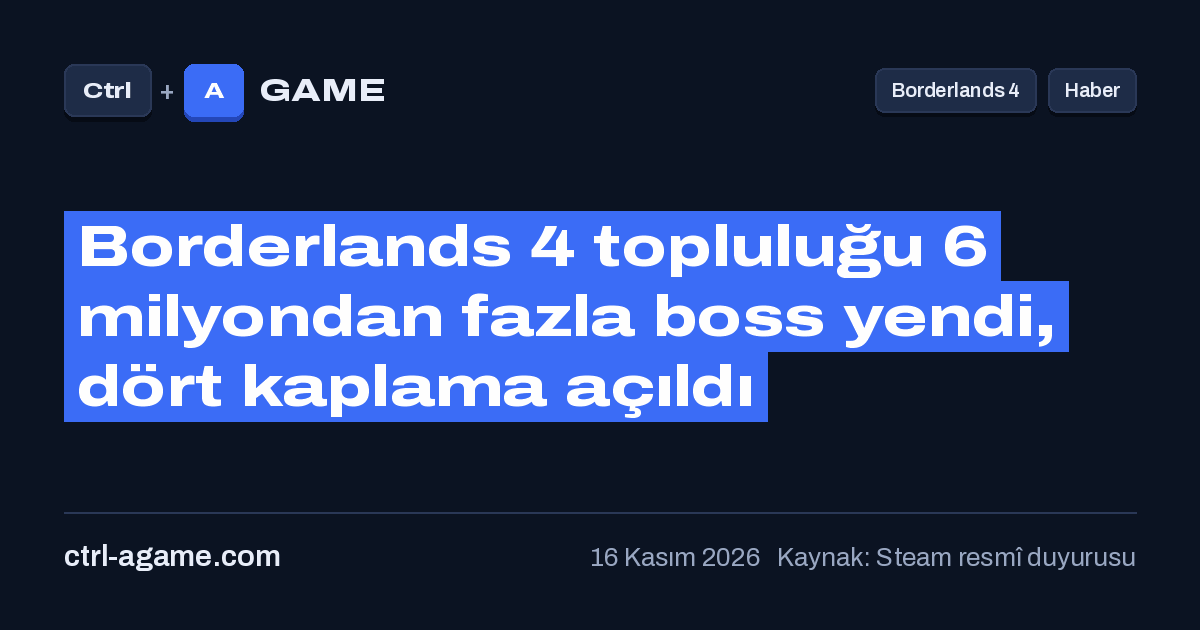 Ctrl + A GAME
Borderlands 4 Haber
Borderlands 4 topluluğu 6
milyondan fazla boss yendi,
dört kaplama açıldı
ctrl-agame.com
16 Kasım 2026 Kaynak: Steam resmî duyurusu